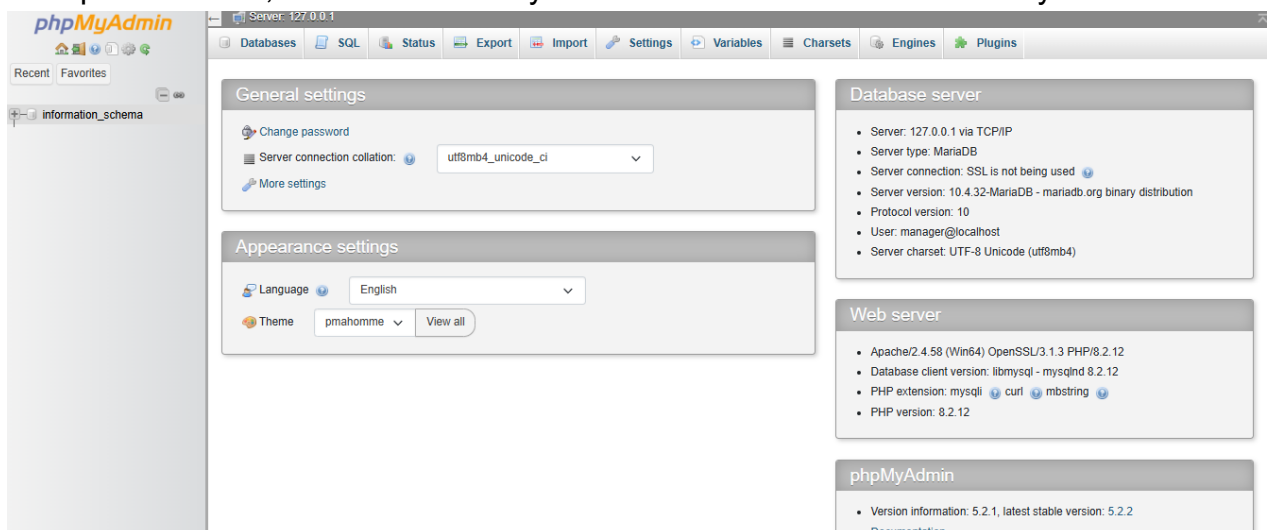 phpMyAdmin
Recent Favorites
information_schema
Server: 127.0.0.1
Databases SQL Status Export Import Settings Variables Charsets Engines Plugins
General settings
Change password
Server connection collation: utf8mb4_unicode_ci
More settings
Appearance settings
Language English
Theme pmahomme View all
Database server
Server: 127.0.0.1 via TCP/IP
Server type: MariaDB
Server connection: SSL is not being used
Server version: 10.4.32-MariaDB - mariadb.org binary distribution
Protocol version: 10
User: manager@localhost
Server charset: UTF-8 Unicode (utf8mb4)
Web server
Apache/2.4.58 (Win64) OpenSSL/3.1.3 PHP/8.2.12
Database client version: libmysql - mysqlnd 8.2.12
PHP extension: mysqli curl mbstring
PHP version: 8.2.12
phpMyAdmin
Version information: 5.2.1, latest stable version: 5.2.2